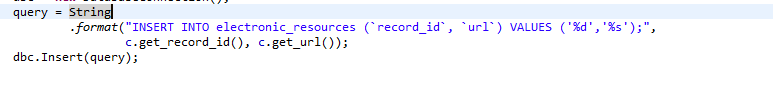 query = String
.format("INSERT INTO electronic_resources (`record_id`, `url`) VALUES ('%d','%s');",
c.get_record_id(), c.get_url());
dbc.Insert(query);